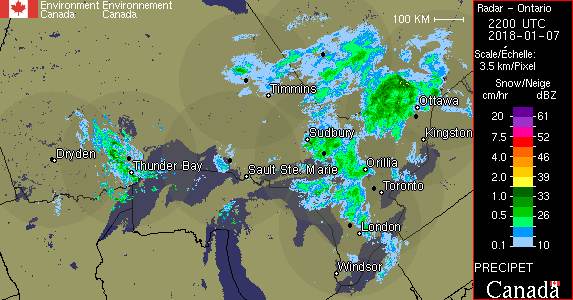 Environment Environnement
Canada Canada
100 KM
Timmins
Ottawa
Sudbury
Kingston
Dryden
Thunder Bay
Sault Ste. Marie
Orillia
Toronto
London
Windsor
Radar - Ontario
2200 UTC
2018-01-07
Scale/Échelle:
3.5 km/Pixel
Snow/Neige
cm/hr dBZ
20 61
7.5 52
4.0 46
2.0 39
1.0 33
0.5 26
0.1 10
PRECIPET
Canada